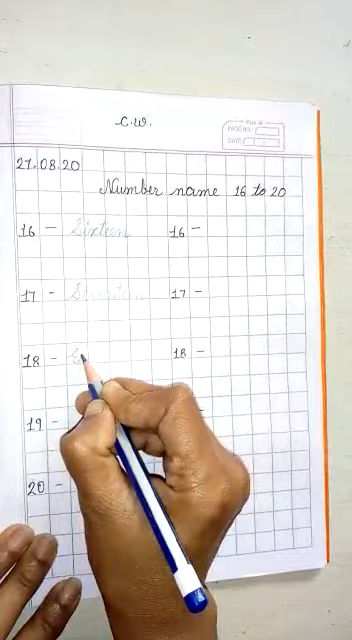 C.W.
PAGE NO.:
DATE:
27.08.20
Number name 16 to 20
16 - Sixteen 16 -
17 - Seventeen 17 -
18 - 18 -
19 - -
20 -